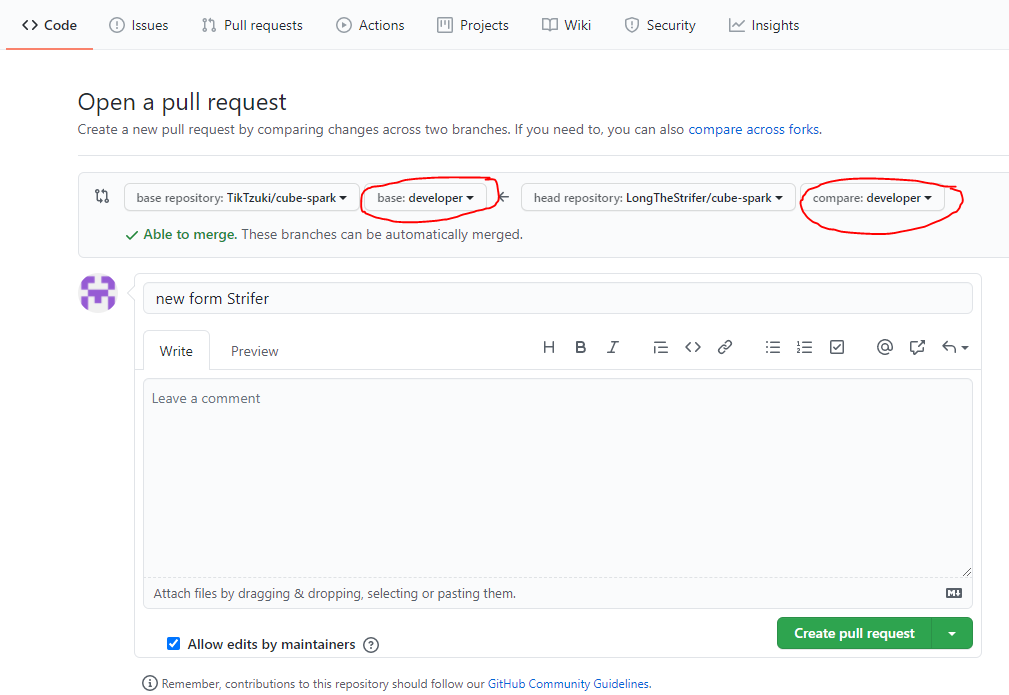 Code Issues Pull requests Actions Projects Wiki Security Insights
Open a pull request
Create a new pull request by comparing changes across two branches. If you need to, you can also compare across forks.
base repository: TikTzuki/cube-spark base: developer ← head repository: LongTheStrifer/cube-spark compare: developer
Able to merge. These branches can be automatically merged.
new form Strifer
Write Preview H B I
Leave a comment
Attach files by dragging & dropping, selecting or pasting them.
Allow edits by maintainers Create pull request
Remember, contributions to this repository should follow our GitHub Community Guidelines.